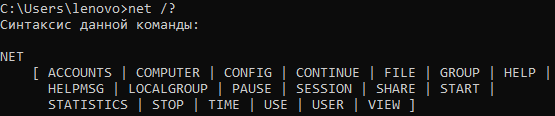 C:\Users\lenovo>net /?
Синтаксис данной команды:
NET
[ ACCOUNTS | COMPUTER | CONFIG | CONTINUE | FILE | GROUP | HELP |
HELPMSG | LOCALGROUP | PAUSE | SESSION | SHARE | START |
STATISTICS | STOP | TIME | USE | USER | VIEW ]